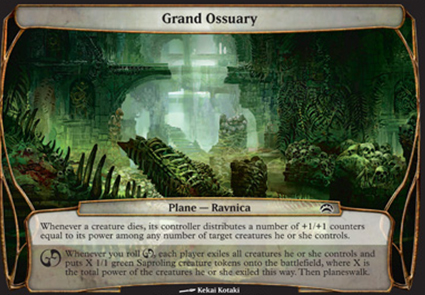 Grand Ossuary
Plane — Ravnica
Whenever a creature dies, its controller distributes a number of +1/+1 counters
equal to its power among any number of target creatures he or she controls.
Whenever you roll , each player exiles all creatures he or she controls and
puts X 1/1 green Saproling creature tokens onto the battlefield, where X is
the total power of the creatures he or she exiled this way. Then planeswalk.
Kekai Kotaki